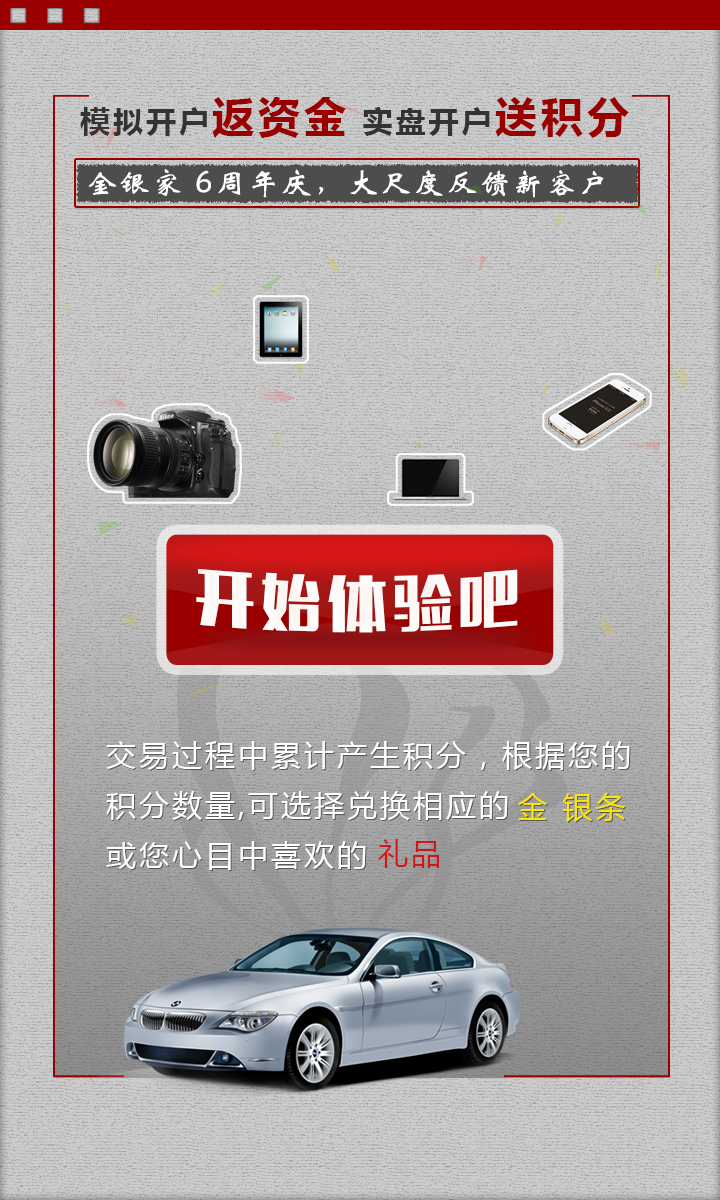 模拟开户返资金 实盘开户送积分
金银家 6周年庆，大尺度反馈新客户
开始体验吧
交易过程中累计产生积分，根据您的
积分数量,可选择兑换相应的 金 银条
或您心目中喜欢的 礼品